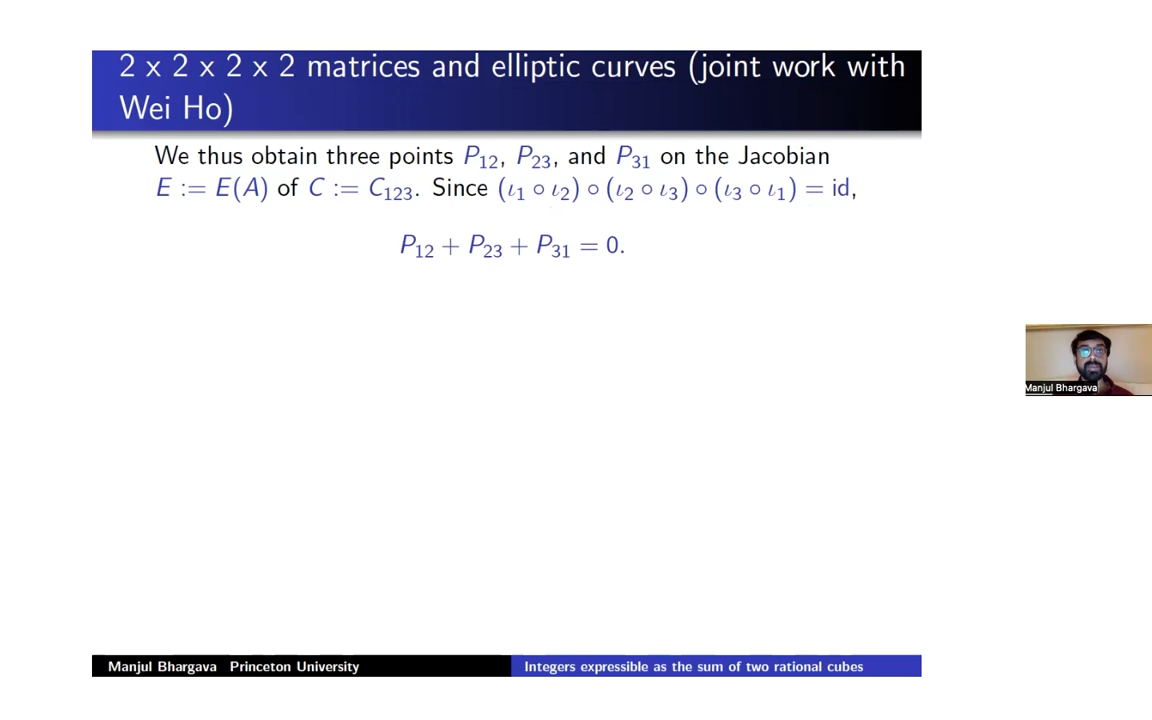 2 x 2 x 2 x 2 matrices and elliptic curves (joint work with
Wei Ho)
We thus obtain three points P₁₂, P₂₃, and P₃₁ on the Jacobian
E := E(A) of C := C₁₂₃. Since (ι₁ ∘ ι₂) ∘ (ι₂ ∘ ι₃) ∘ (ι₃ ∘ ι₁) = id,
P₁₂ + P₂₃ + P₃₁ = 0.
Manjul Bhargava
Manjul Bhargava Princeton University
Integers expressible as the sum of two rational cubes